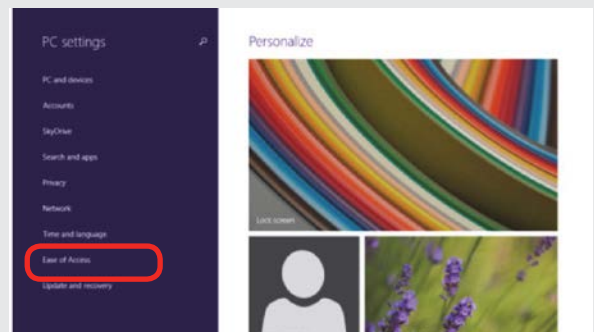 PC settings
Personalize
PC and devices
Accounts
SkyDrive
Search and apps
Privacy
Network
Time and language
Ease of Access
Update and recovery
Lock screen